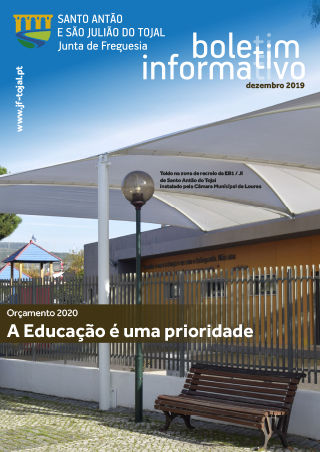 SANTO ANTÃO
E SÃO JULIÃO DO TOJAL
Junta de Freguesia
boletim
informativo
dezembro 2019
www.jf-tojal.pt
Toldo na zona de recreio da EB1 / JI
de Santo Antão do Tojal
instalado pela Câmara Municipal de Loures
Orçamento 2020
A Educação é uma prioridade